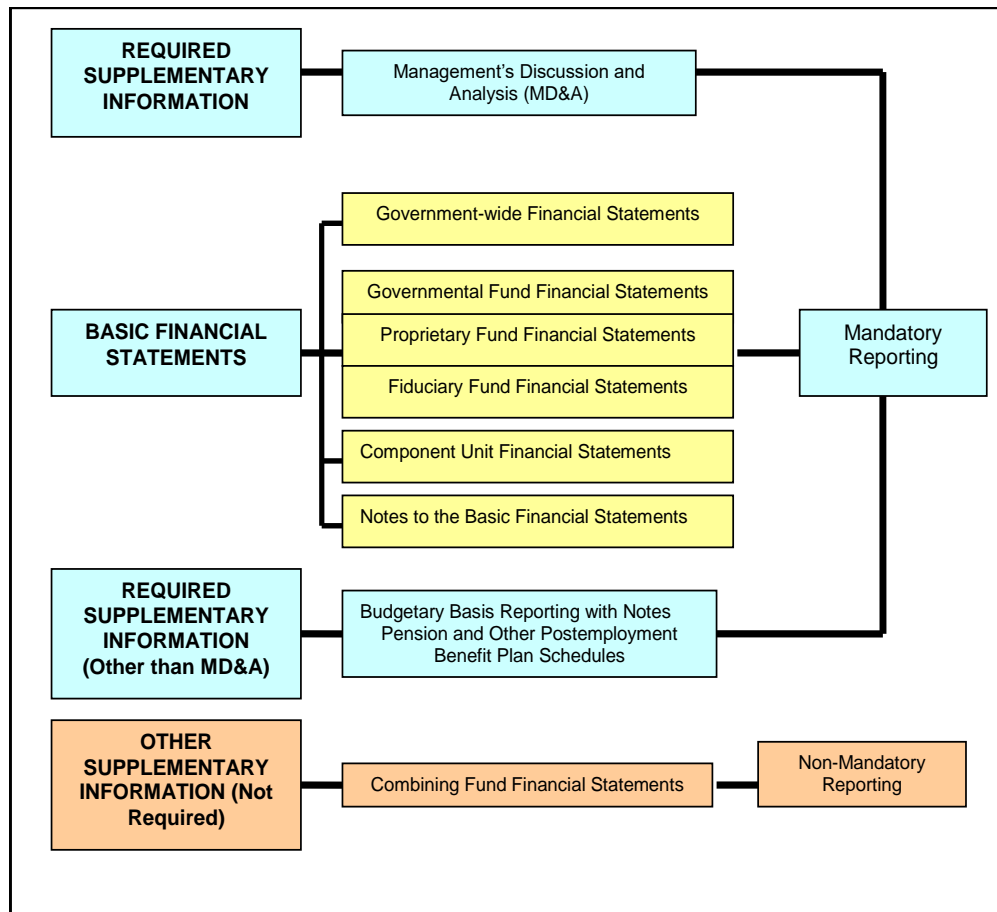 REQUIRED
SUPPLEMENTARY
INFORMATION
Management’s Discussion and
Analysis (MD&A)
Government-wide Financial Statements
Governmental Fund Financial Statements
BASIC FINANCIAL
STATEMENTS
Proprietary Fund Financial Statements
Mandatory
Reporting
Fiduciary Fund Financial Statements
Component Unit Financial Statements
Notes to the Basic Financial Statements
REQUIRED
SUPPLEMENTARY
INFORMATION
(Other than MD&A)
Budgetary Basis Reporting with Notes
Pension and Other Postemployment
Benefit Plan Schedules
OTHER
SUPPLEMENTARY
INFORMATION (Not
Required)
Combining Fund Financial Statements
Non-Mandatory
Reporting